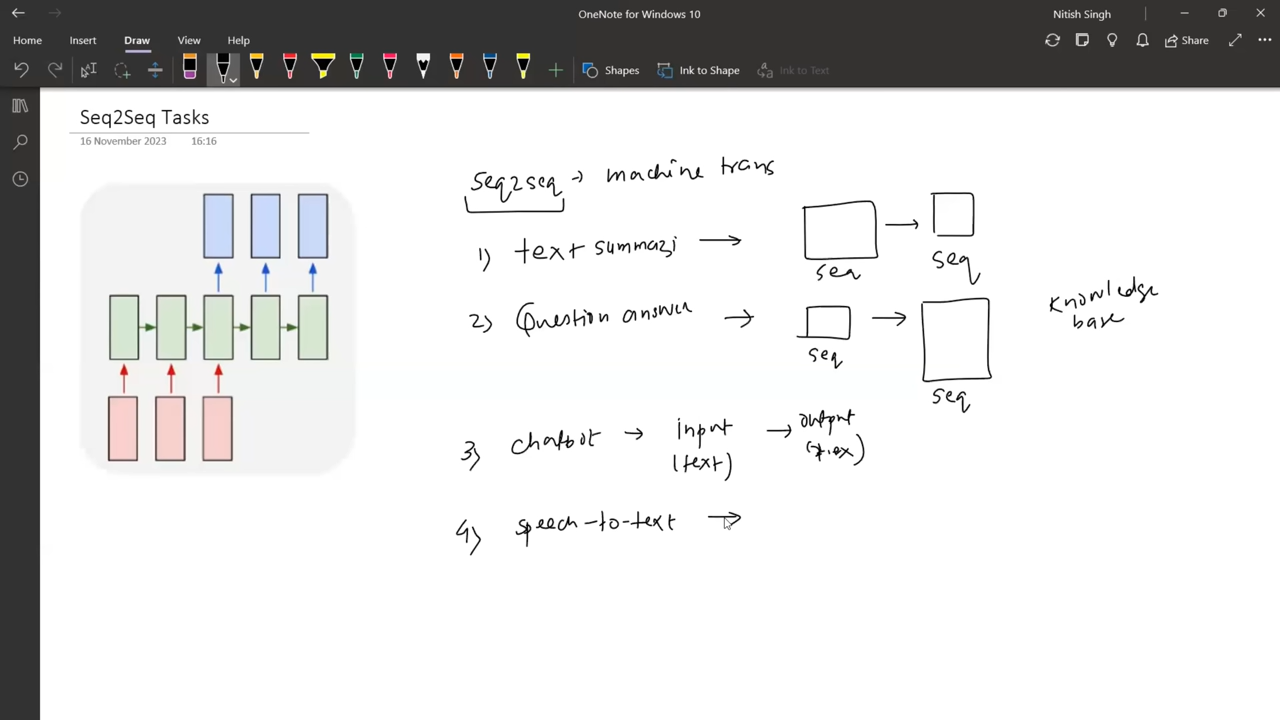 OneNote for Windows 10
Nitish Singh
Home Insert Draw View Help
Share
Shapes
Ink to Shape
Ink to Text
Seq2Seq Tasks
16 November 2023 16:16
Seq2seq → machine trans
1) text summazi →
→
seq
seq
2) Question answer →
→
seq
seq
Knowledge
base
3) chatbot → input → output
(text)
4) speech-to-text →